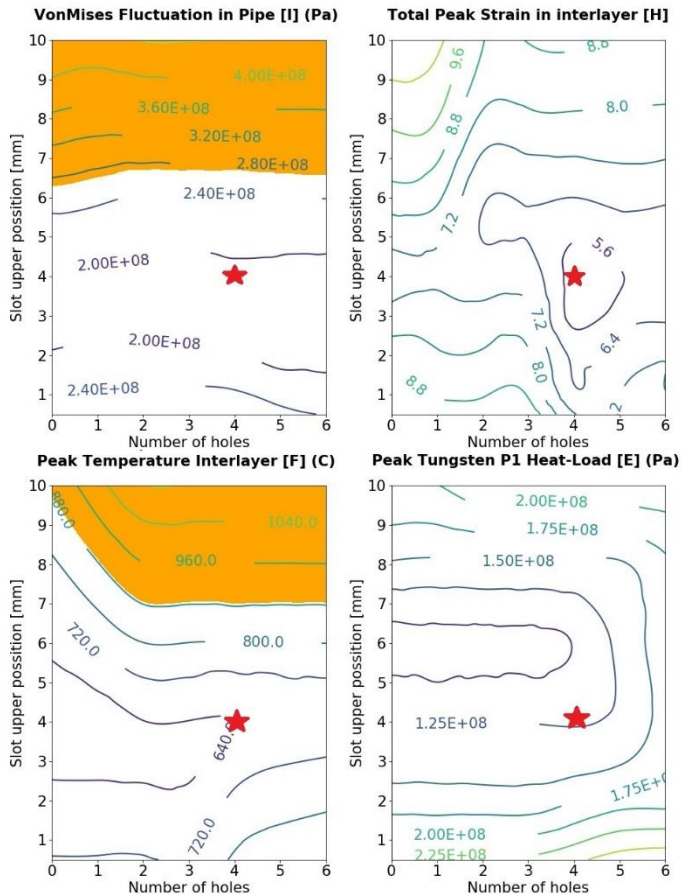 VonMises Fluctuation in Pipe [I] (Pa)
Total Peak Strain in interlayer [H]
Slot upper possition [mm]
10
9
8
7
6
5
4
3
2
1
4.00E+08
3.60E+08
3.20E+08
2.80E+08
2.40E+08
2.00E+08
2.00E+08
2.40E+08
0 1 2 3 4 5 6
Number of holes
Slot upper possition [mm]
10
9
8
7
6
5
4
3
2
1
9.6
8.8
8.8
8.0
7.2
5.6
7.2
6.4
8.0
8.8
2
0 1 2 3 4 5 6
Number of holes
Peak Temperature Interlayer [F] (C)
Peak Tungsten P1 Heat-Load [E] (Pa)
Slot upper possition [mm]
10
9
8
7
6
5
4
3
2
1
880.0
1040.0
960.0
720.0
800.0
640.
720.0
0 1 2 3 4 5 6
Number of holes
Slot upper possition [mm]
10
9
8
7
6
5
4
3
2
1
2.00E+08
1.75E+08
1.50E+08
1.25E+08
1.75E+0
2.00E+08
2.25E+08
0 1 2 3 4 5 6
Number of holes